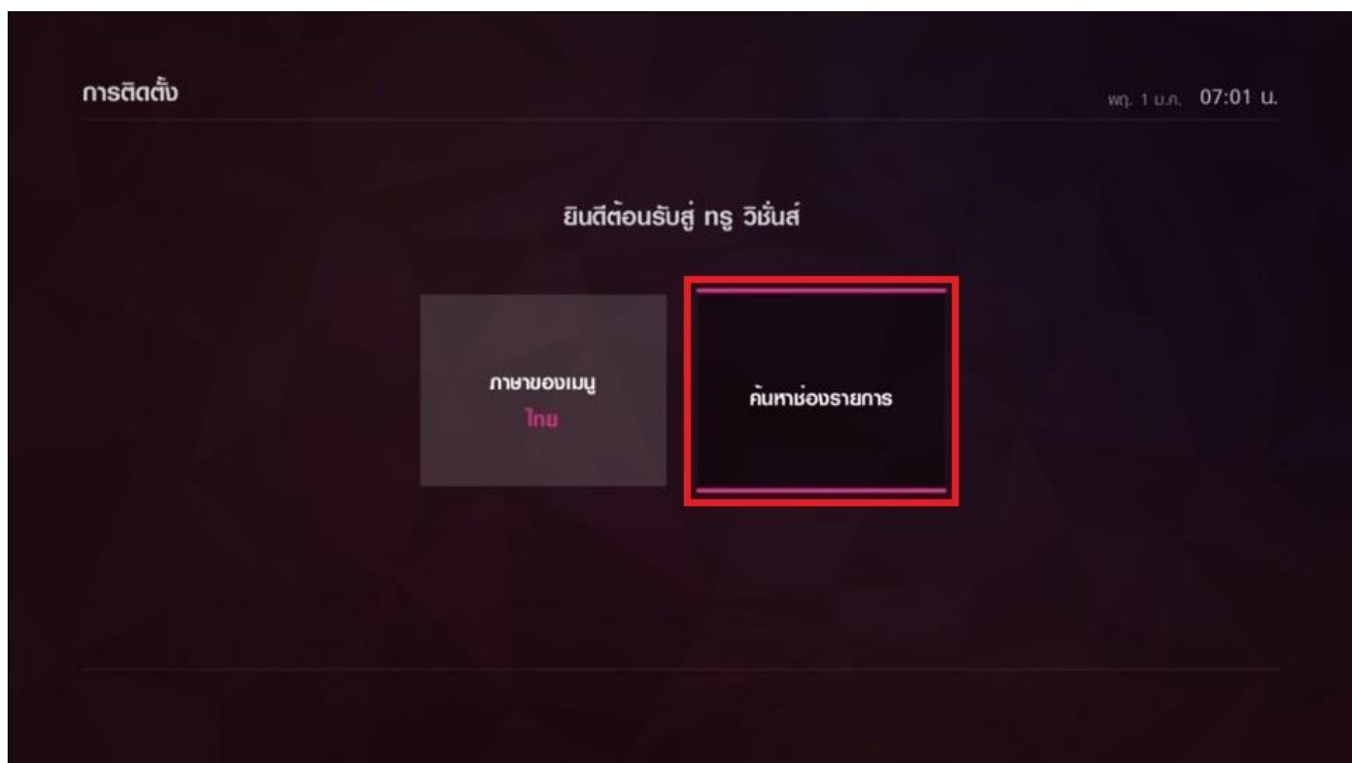 การติดตั้ง
พฤ. 1 ม.ค. 07:01 น.
ยินดีต้อนรับสู่ ทรู วิชั่นส์
ภาษาของเมนู
ไทย
ค้นหาช่องรายการ